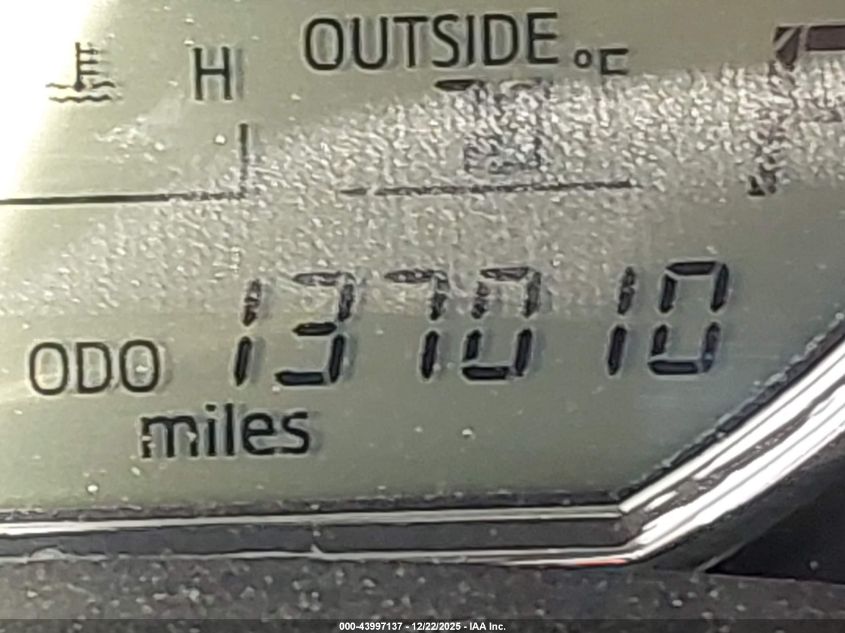 H OUTSIDE °F
ODO 137010
miles
000-43997137 - 12/22/2025 - IAA Inc.